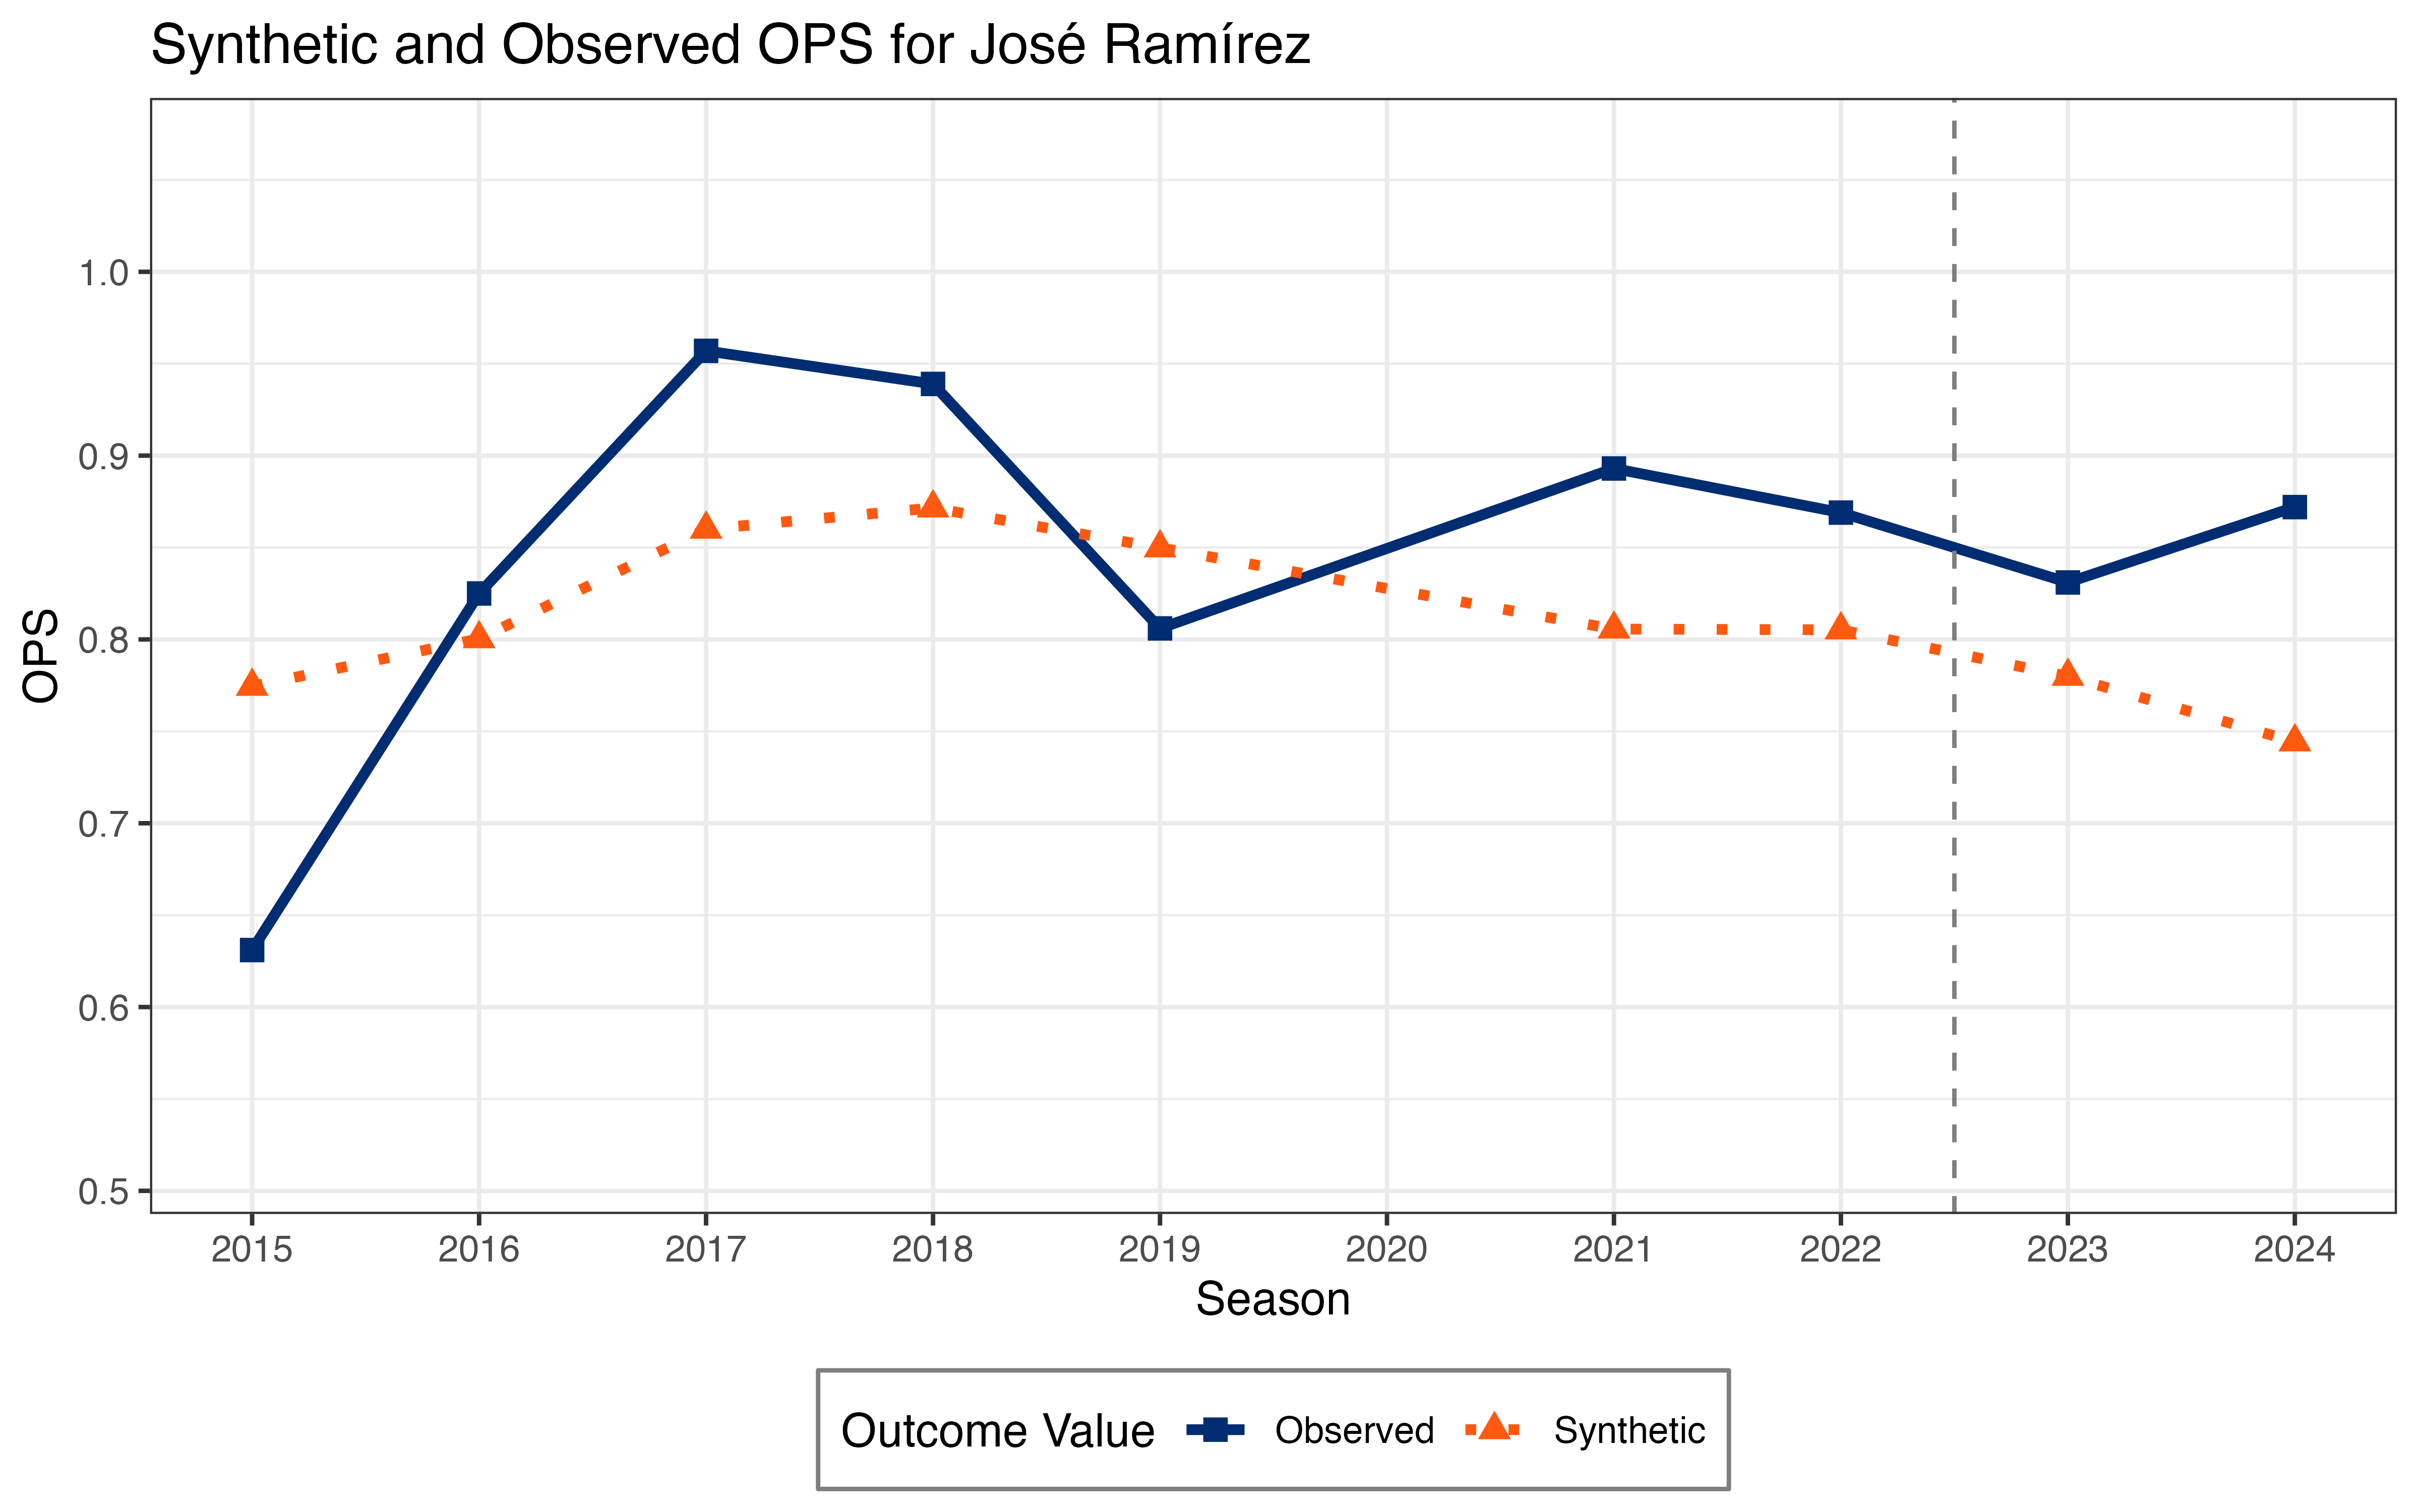 Synthetic and Observed OPS for José Ramírez
OPS
1.0
0.9
0.8
0.7
0.6
0.5
2015 2016 2017 2018 2019 2020 2021 2022 2023 2024
Season
Outcome Value Observed Synthetic